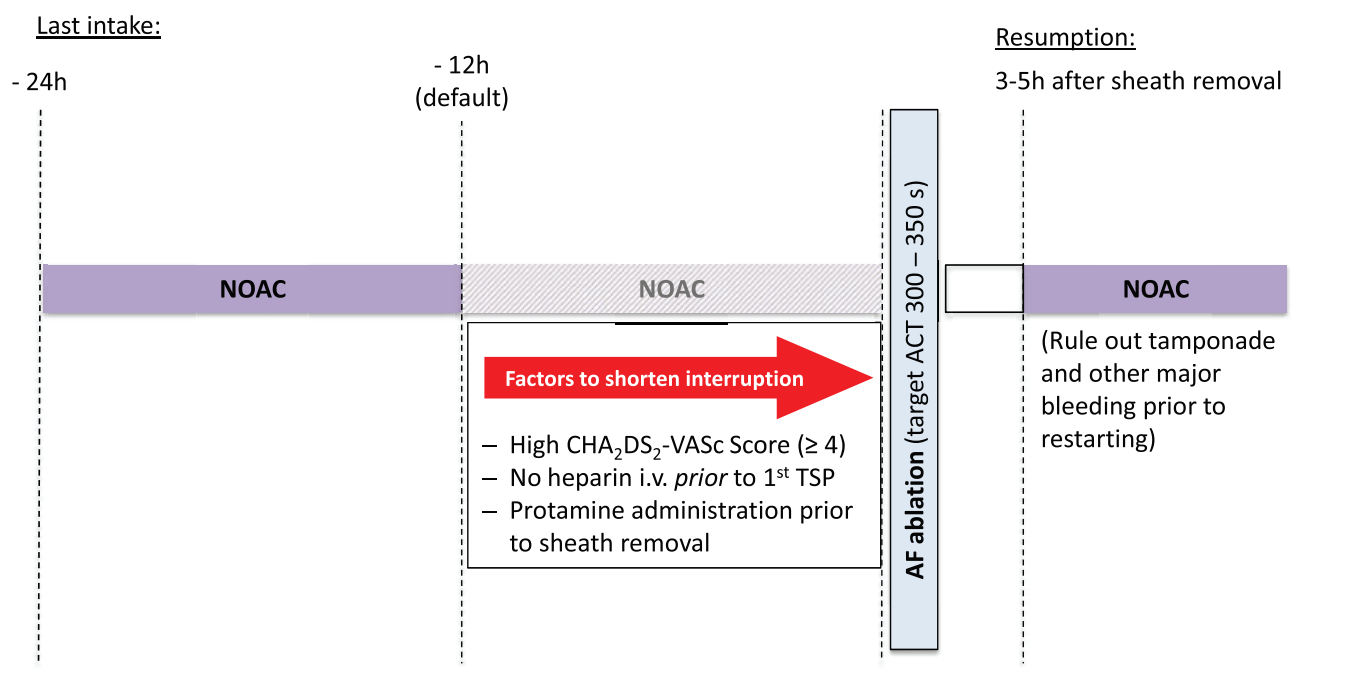 Last intake:
- 24h
- 12h
(default)
Resumption:
3-5h after sheath removal
NOAC
NOAC
AF ablation (target ACT 300 – 350 s)
NOAC
Factors to shorten interruption
– High CHA₂DS₂-VASc Score (≥ 4)
– No heparin i.v. prior to 1st TSP
– Protamine administration prior
to sheath removal
(Rule out tamponade
and other major
bleeding prior to
restarting)